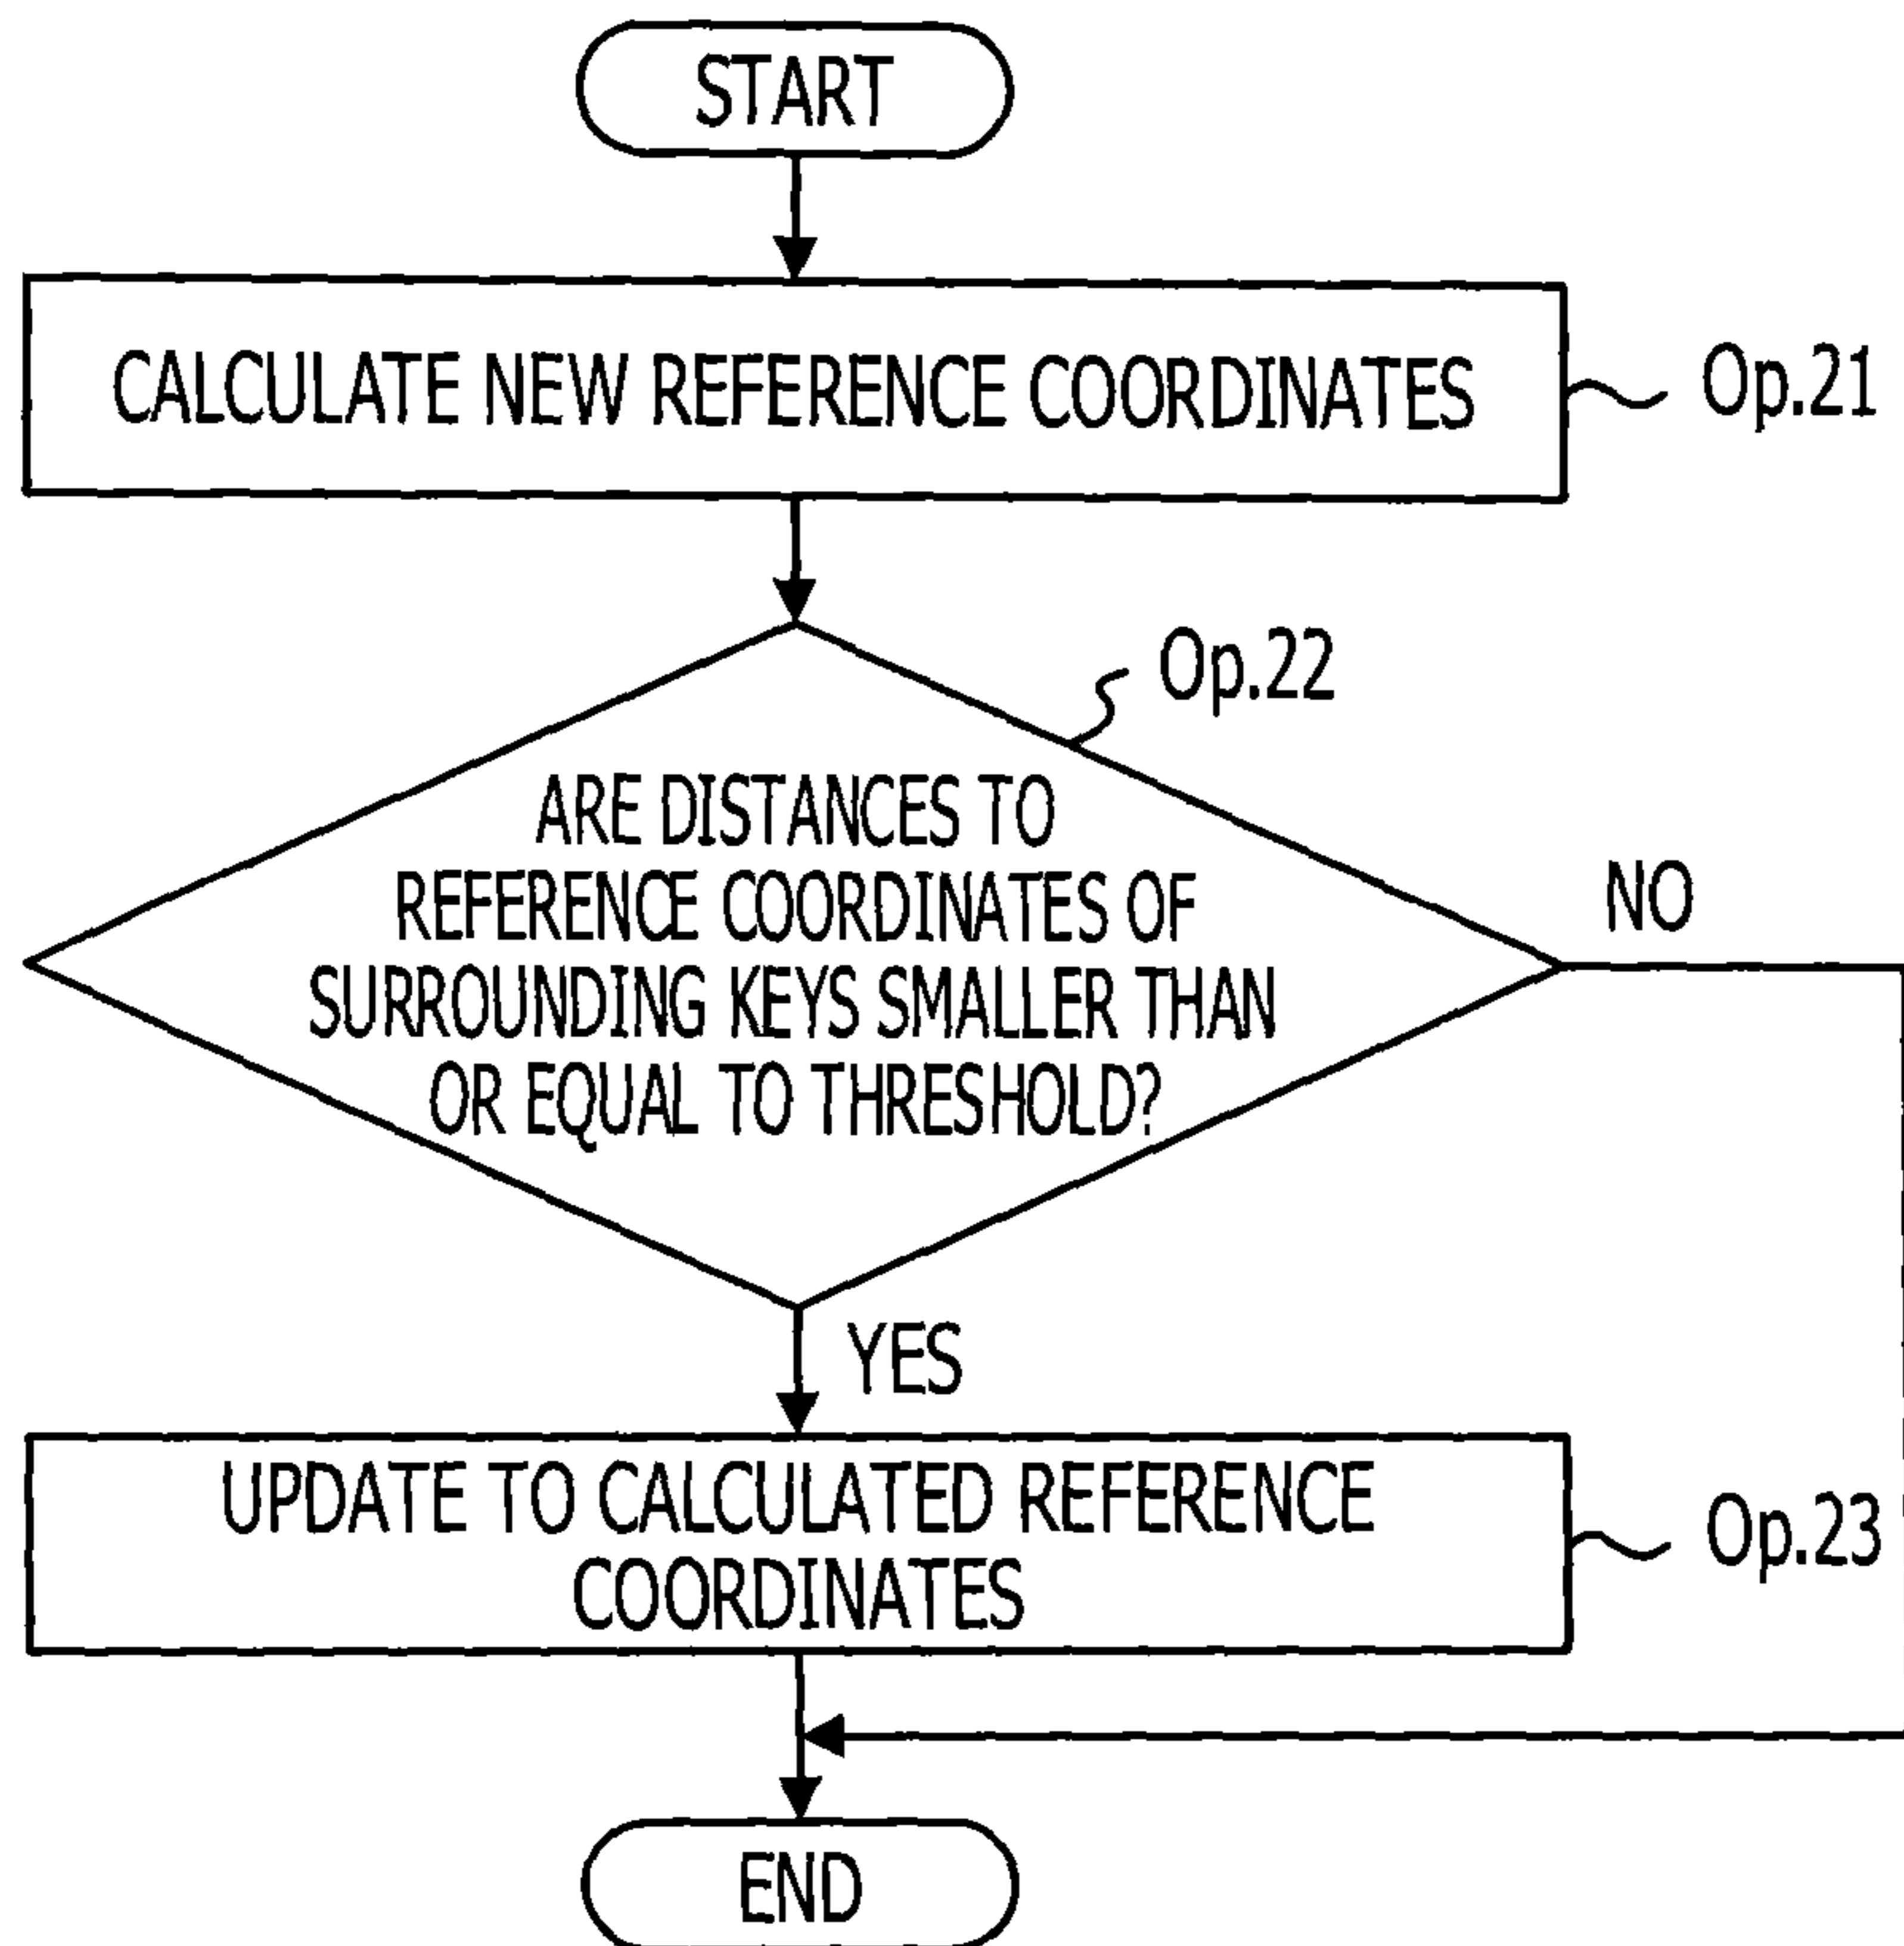 START
CALCULATE NEW REFERENCE COORDINATES
Op.21
Op.22
ARE DISTANCES TO
REFERENCE COORDINATES OF
SURROUNDING KEYS SMALLER THAN
OR EQUAL TO THRESHOLD?
NO
YES
UPDATE TO CALCULATED REFERENCE
COORDINATES
Op.23
END